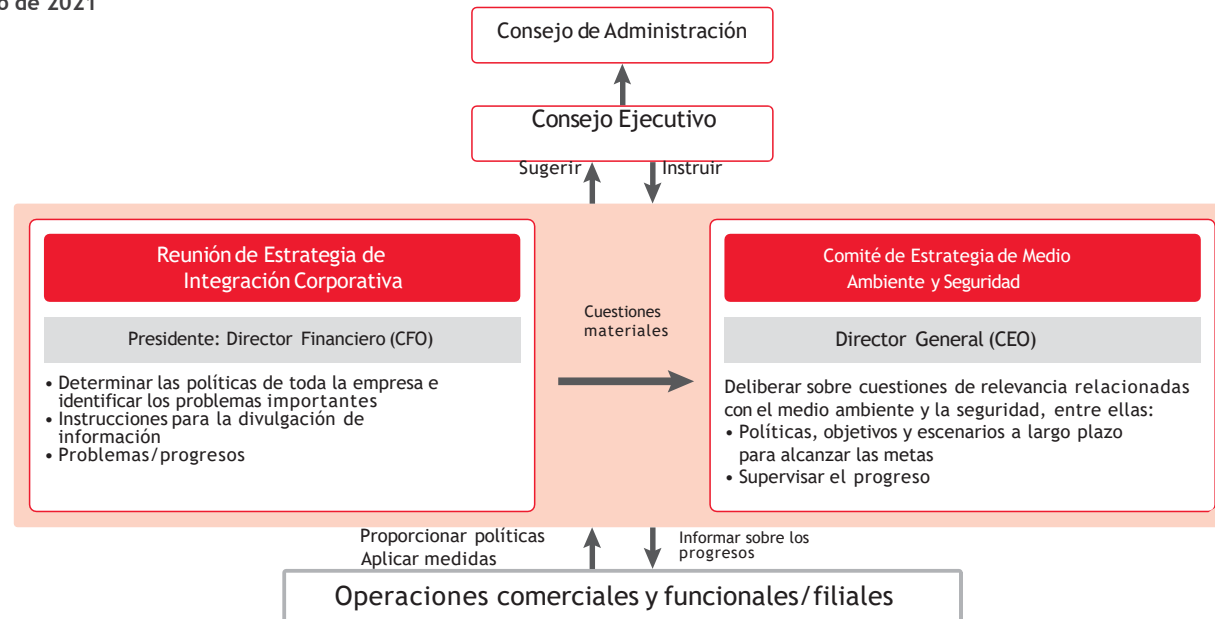 de 2021
Consejo de Administración
Consejo Ejecutivo
Sugerir
Instruir
Reunión de Estrategia de
Integración Corporativa
Presidente: Director Financiero (CFO)
• Determinar las políticas de toda la empresa e
identificar los problemas importantes
• Instrucciones para la divulgación de
información
• Problemas/progresos
Cuestiones
materiales
Comité de Estrategia de Medio
Ambiente y Seguridad
Director General (CEO)
Deliberar sobre cuestiones de relevancia relacionadas
con el medio ambiente y la seguridad, entre ellas:
• Políticas, objetivos y escenarios a largo plazo
para alcanzar las metas
• Supervisar el progreso
Proporcionar políticas
Aplicar medidas
Informar sobre los
progresos
Operaciones comerciales y funcionales/filiales